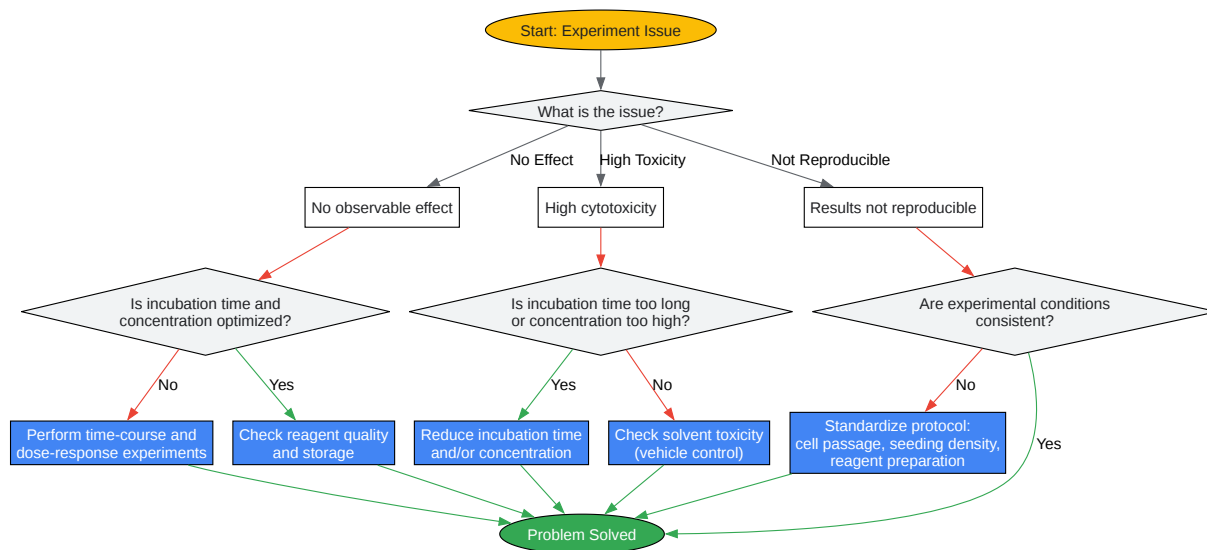 Start: Experiment Issue
What is the issue?
No Effect
High Toxicity
Not Reproducible
No observable effect
High cytotoxicity
Results not reproducible
Is incubation time and
concentration optimized?
Is incubation time too long
or concentration too high?
Are experimental conditions
consistent?
No
Yes
Yes
No
No
Yes
Perform time-course and
dose-response experiments
Check reagent quality
and storage
Reduce incubation time
and/or concentration
Check solvent toxicity
(vehicle control)
Standardize protocol:
cell passage, seeding density,
reagent preparation
Problem Solved